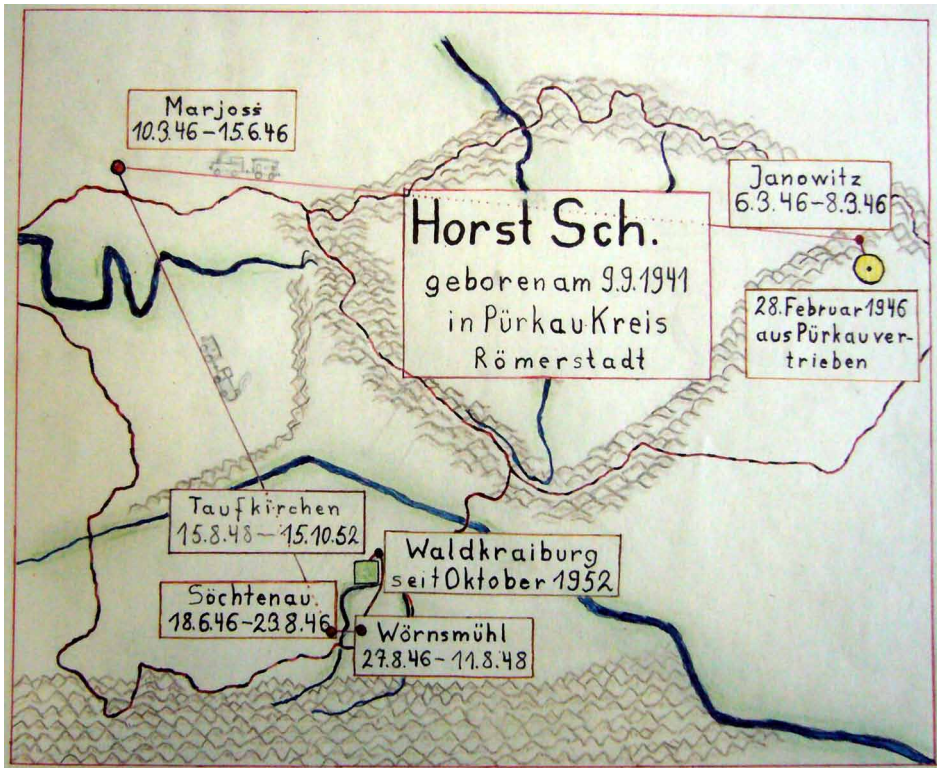 Marjoss
10.3.46–15.6.46
Janowitz
6.3.46–8.3.46
Horst Sch.
geboren am 9.9.1941
in Pürkau Kreis
Römerstadt
28. Februar 1946
aus Pürkau ver-
trieben
Taufkirchen
15.8.48–15.10.52
Waldkraiburg
seit Oktober 1952
Söchtenau
18.6.46–23.8.46
Wörnsmühl
27.8.46–11.8.48